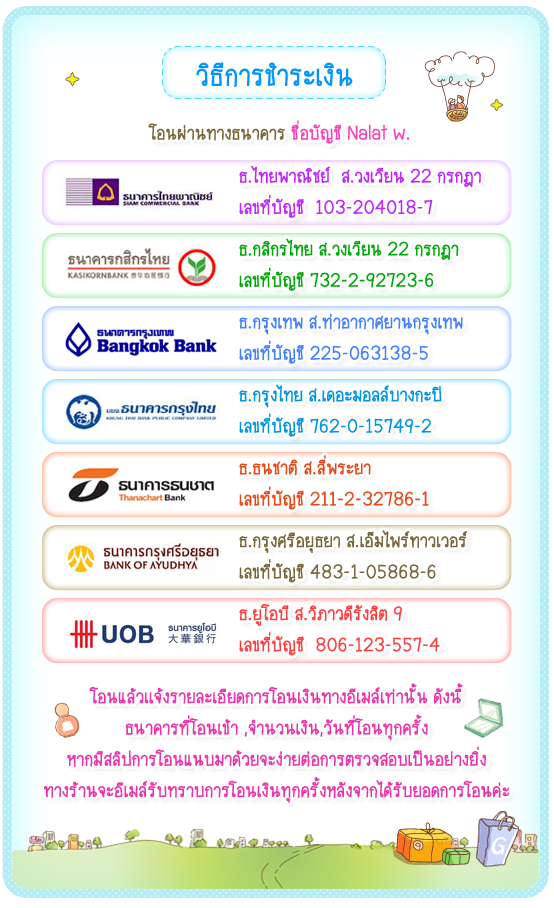 วิธีการชำระเงิน
โอนผ่านทางธนาคาร ชื่อบัญชี Nalat w.
ธนาคารไทยพาณิชย์
SIAM COMMERCIAL BANK
ธ.ไทยพาณิชย์ ส.วงเวียน 22 กรกฎา
เลขที่บัญชี 103-204018-7
ธนาคารกสิกรไทย
KASIKORNBANK 泰华农民银行
ธ.กสิกรไทย ส.วงเวียน 22 กรกฎา
เลขที่บัญชี 732-2-92723-6
ธนาคารกรุงเทพ
Bangkok Bank
ธ.กรุงเทพ ส.ท่าอากาศยานกรุงเทพ
เลขที่บัญชี 225-063138-5
บมจ.ธนาคารกรุงไทย
KRUNG THAI BANK PUBLIC COMPANY LIMITED
ธ.กรุงไทย ส.เดอะมอลล์บางกะปิ
เลขที่บัญชี 762-0-15749-2
ธนาคารธนชาต
Thanachart Bank
ธ.ธนชาติ ส.สี่พระยา
เลขที่บัญชี 211-2-32786-1
ธนาคารกรุงศรีอยุธยา
BANK OF AYUDHYA
ธ.กรุงศรีอยุธยา ส.เอ็มไพร์ทาวเวอร์
เลขที่บัญชี 483-1-05868-6
UOB
ธนาคารยูโอบี
大華銀行
ธ.ยูโอบี ส.วิภาวดีรังสิต 9
เลขที่บัญชี 806-123-557-4
โอนแล้วแจ้งรายละเอียดการโอนเงินทางอีเมล์เท่านั้น ดังนี้
ธนาคารที่โอนเข้า ,จำนวนเงิน,วันที่โอนทุกครั้ง
หากมีสลิปการโอนแนบมาด้วยจะง่ายต่อการตรวจสอบเป็นอย่างยิ่ง
ทางร้านจะอีเมล์รับทราบการโอนเงินทุกครั้งหลังจากได้รับยอดการโอนค่ะ
G